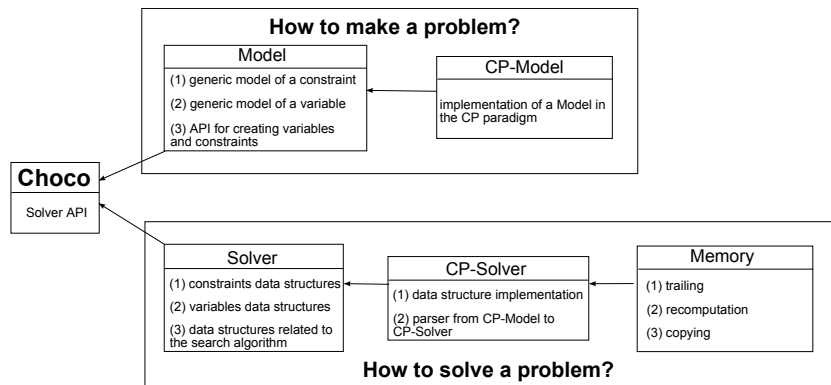 How to make a problem?
Model
(1) generic model of a constraint
(2) generic model of a variable
(3) API for creating variables
and constraints
CP-Model
implementation of a Model in
the CP paradigm
Choco
Solver API
Solver
(1) constraints data structures
(2) variables data structures
(3) data structures related to
the search algorithm
CP-Solver
(1) data structure implementation
(2) parser from CP-Model to
CP-Solver
Memory
(1) trailing
(2) recomputation
(3) copying
How to solve a problem?